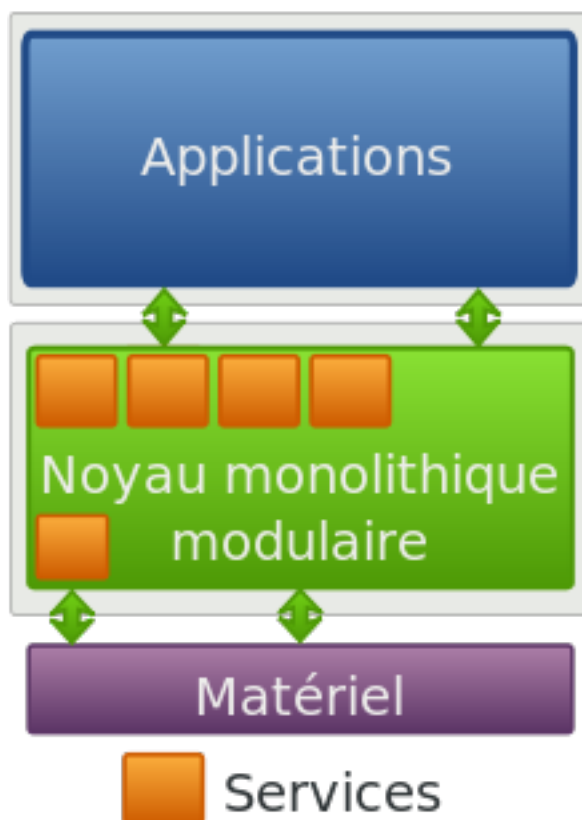 Applications
Noyau monolithique
modulaire
Matériel
Services